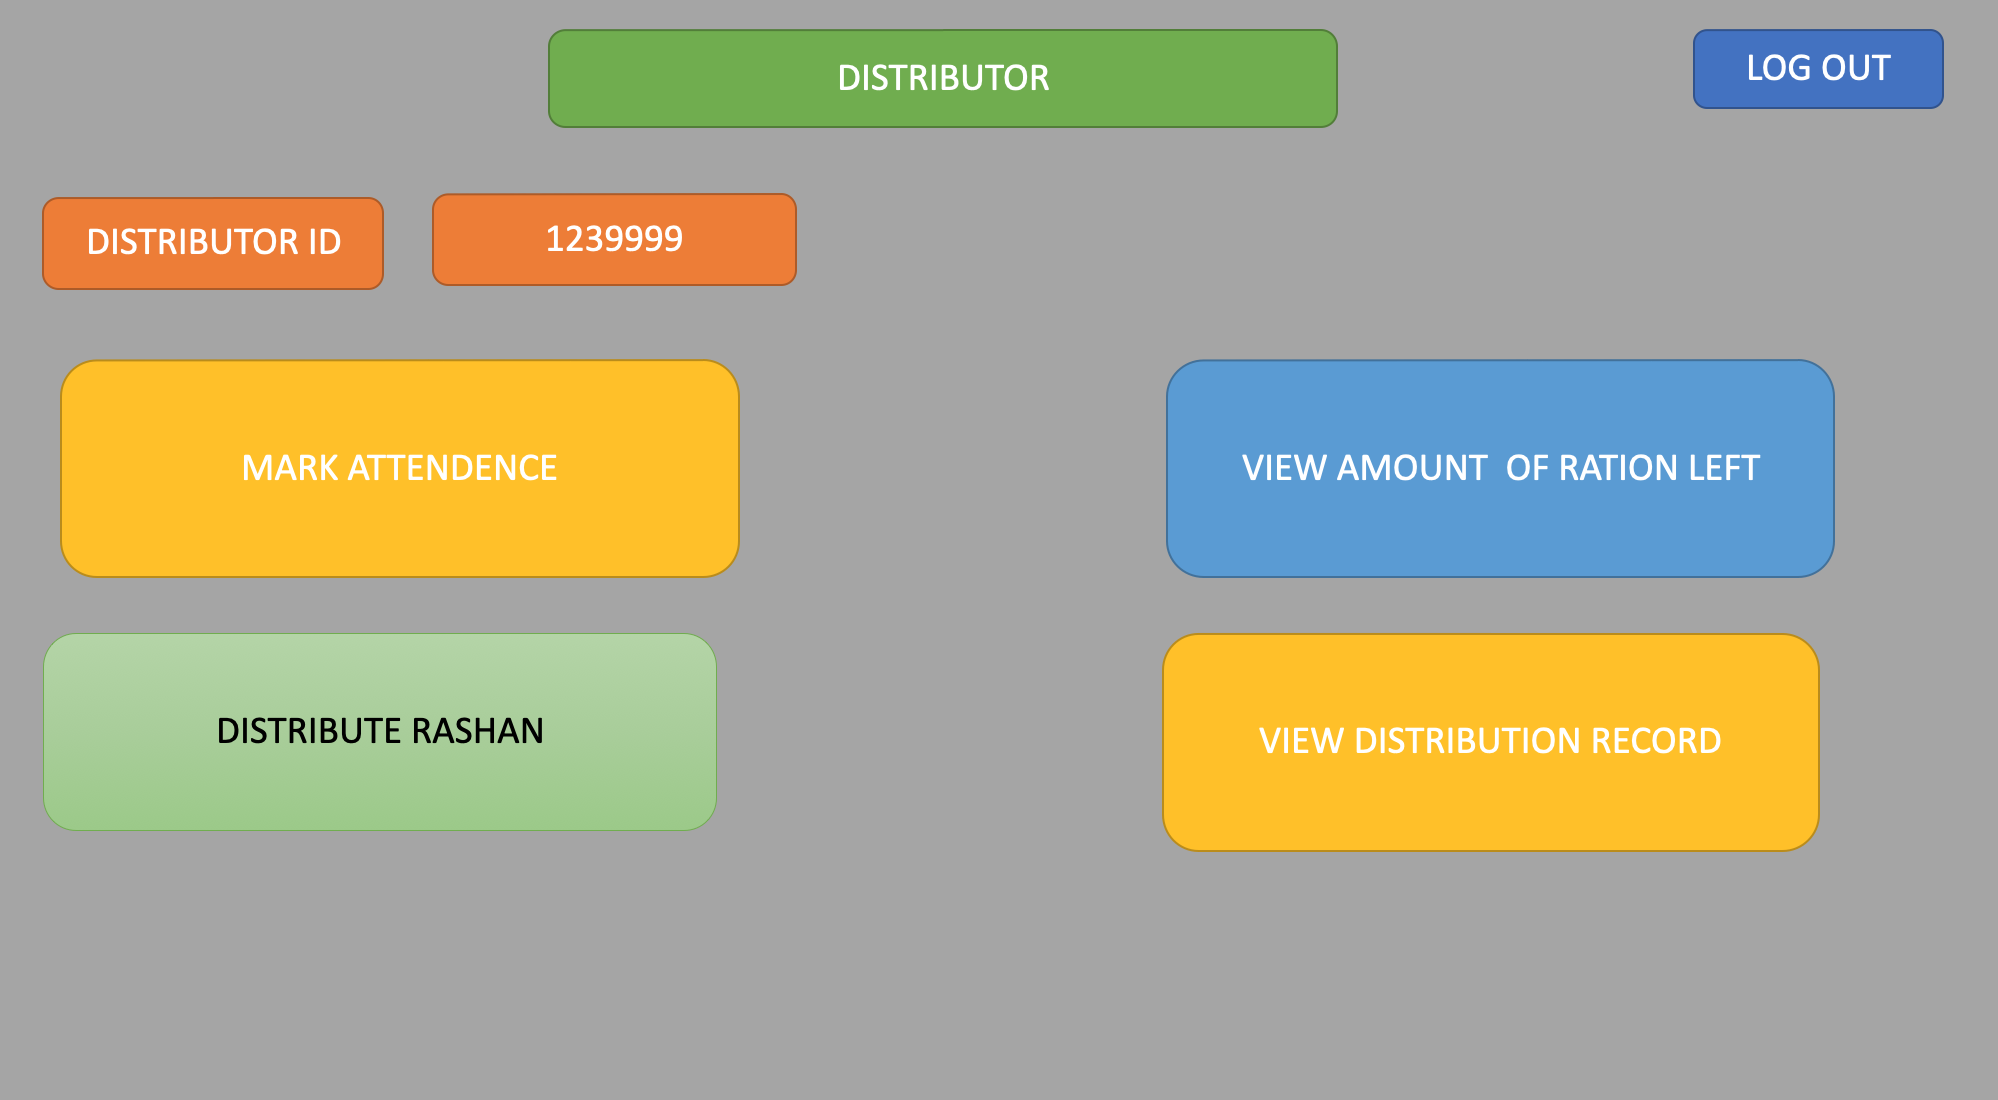 DISTRIBUTOR
LOG OUT
DISTRIBUTOR ID
1239999
MARK ATTENDENCE
VIEW AMOUNT  OF RATION LEFT
DISTRIBUTE RASHAN
VIEW DISTRIBUTION RECORD